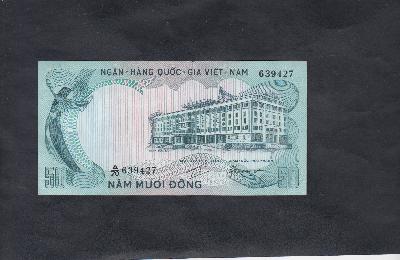 NGÂN-HÀNG QUỐC-GIA VIỆT-NAM 639427
639427
NĂM MƯƠI ĐỒNG